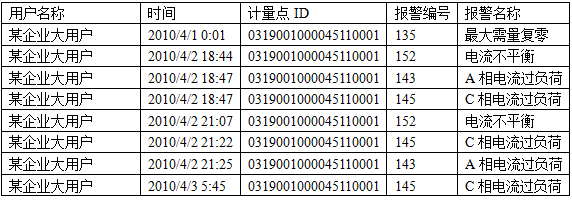 用户名称 时间 计量点 ID 报警编号 报警名称
某企业大用户 2010/4/1 0:01 0319001000045110001 135 最大需量复零
某企业大用户 2010/4/2 18:44 0319001000045110001 152 电流不平衡
某企业大用户 2010/4/2 18:47 0319001000045110001 143 A 相电流过负荷
某企业大用户 2010/4/2 18:47 0319001000045110001 145 C 相电流过负荷
某企业大用户 2010/4/2 21:07 0319001000045110001 152 电流不平衡
某企业大用户 2010/4/2 21:22 0319001000045110001 145 C 相电流过负荷
某企业大用户 2010/4/2 21:25 0319001000045110001 143 A 相电流过负荷
某企业大用户 2010/4/3 5:45 0319001000045110001 145 C 相电流过负荷